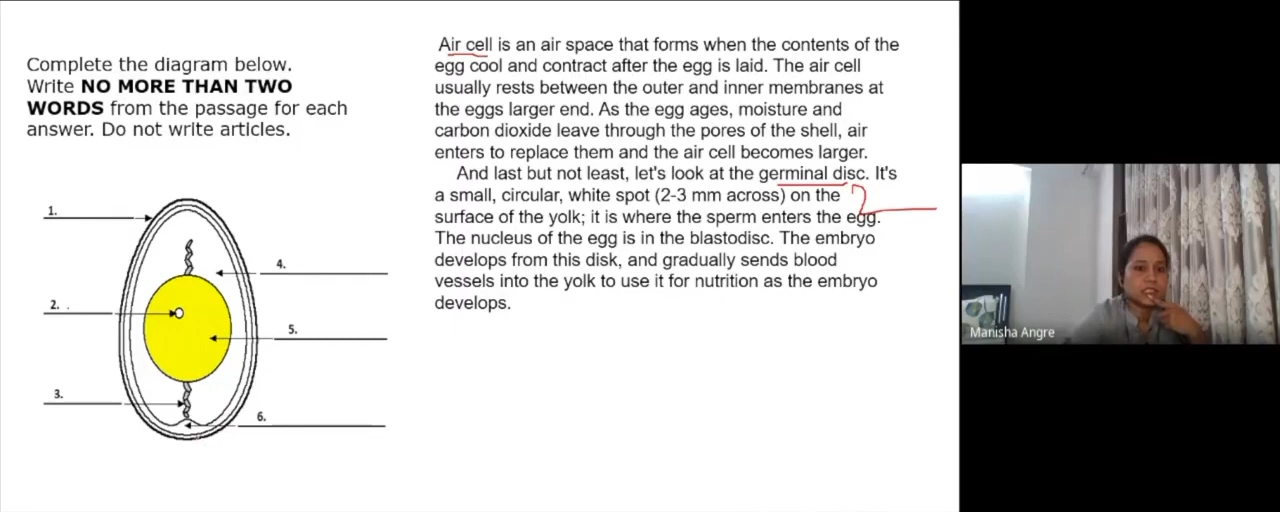 Complete the diagram below.
Write NO MORE THAN TWO
WORDS from the passage for each
answer. Do not write articles.
1.
2.
3.
4.
5.
6.
Air cell is an air space that forms when the contents of the
egg cool and contract after the egg is laid. The air cell
usually rests between the outer and inner membranes at
the eggs larger end. As the egg ages, moisture and
carbon dioxide leave through the pores of the shell, air
enters to replace them and the air cell becomes larger.
And last but not least, let's look at the germinal disc. It's
a small, circular, white spot (2-3 mm across) on the
surface of the yolk; it is where the sperm enters the egg.
The nucleus of the egg is in the blastodisc. The embryo
develops from this disk, and gradually sends blood
vessels into the yolk to use it for nutrition as the embryo
develops.
2
Manisha Angre